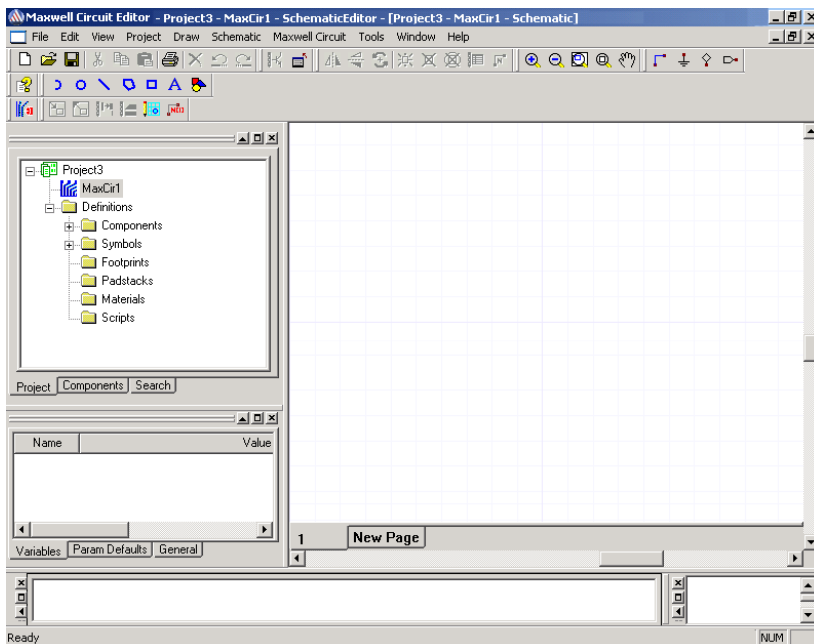 Maxwell Circuit Editor - Project3 - MaxCir1 - SchematicEditor - [Project3 - MaxCir1 - Schematic]
File Edit View Project Draw Schematic Maxwell Circuit Tools Window Help
A
Project3
MaxCir1
Definitions
Components
Symbols
Footprints
Padstacks
Materials
Scripts
Project Components Search
Name Value
Variables Param Defaults General
1 New Page
Ready NUM